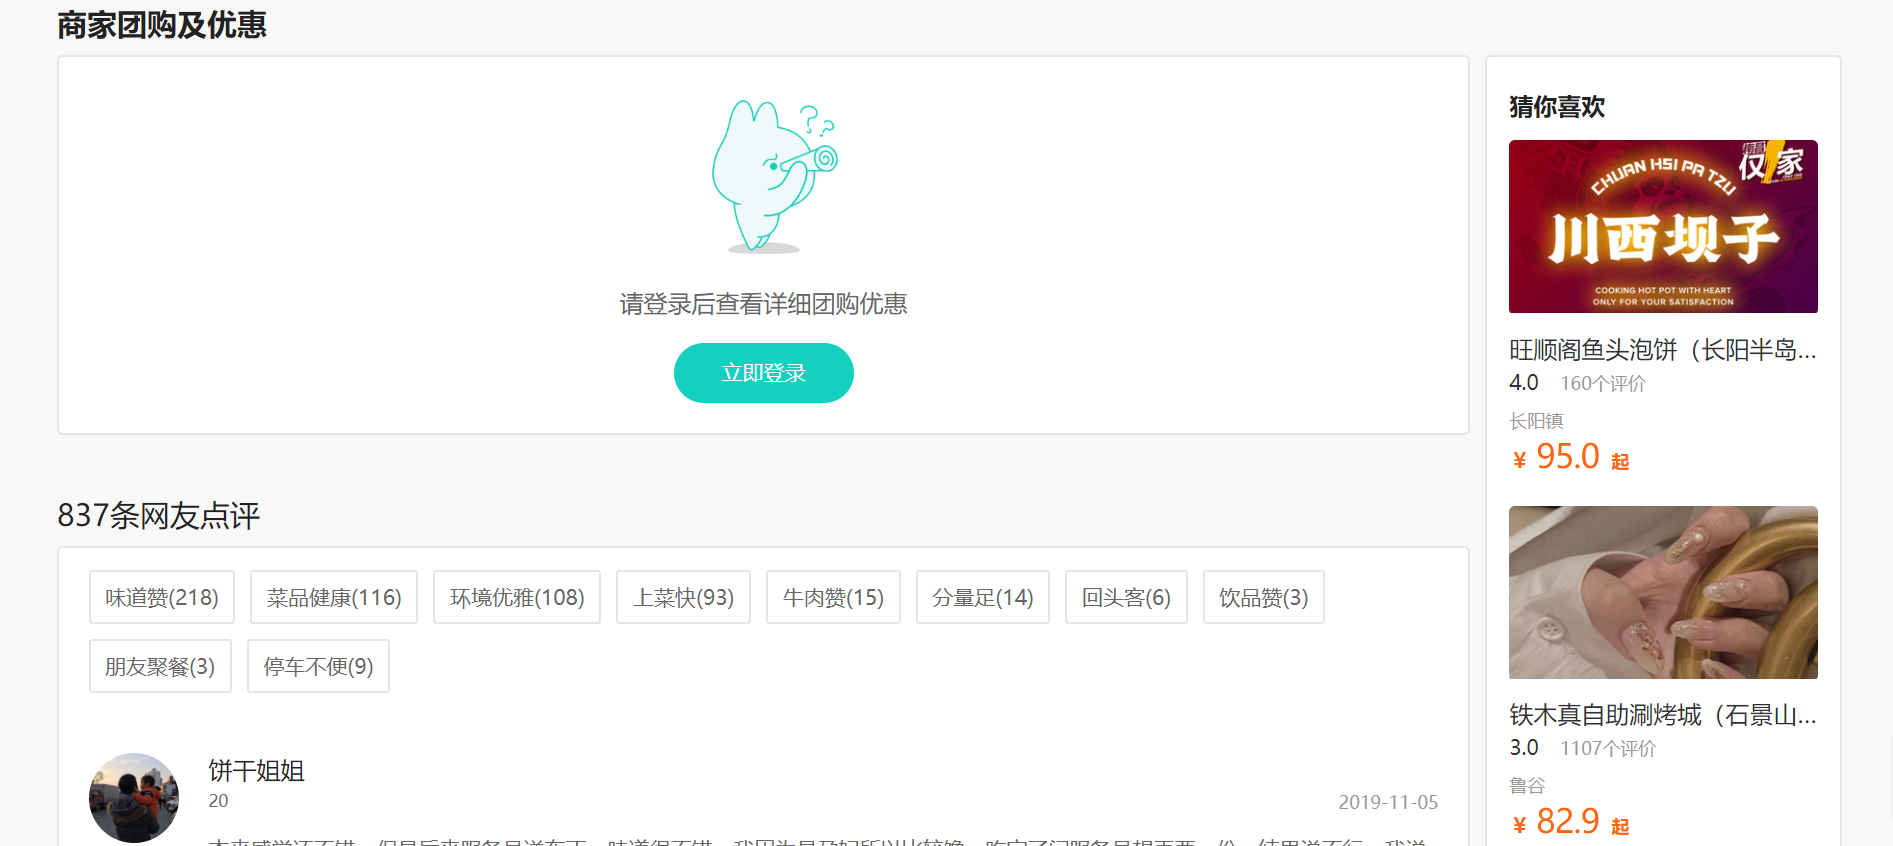 商家团购及优惠
请登录后查看详细团购优惠
立即登录
837条网友点评
味道赞(218)
菜品健康(116)
环境优雅(108)
上菜快(93)
牛肉赞(15)
分量足(14)
回头客(6)
饮品赞(3)
朋友聚餐(3)
停车不便(9)
饼干姐姐
20
2019-11-05
猜你喜欢
仅 家
CHUAN HSI PA TZU
川西坝子
COOKING HOT POT WITH HEART
ONLY FOR YOUR SATISFACTION
旺顺阁鱼头泡饼（长阳半岛...
4.0 160个评价
长阳镇
¥ 95.0 起
铁木真自助涮烤城（石景山...
3.0 1107个评价
鲁谷
¥ 82.9 起